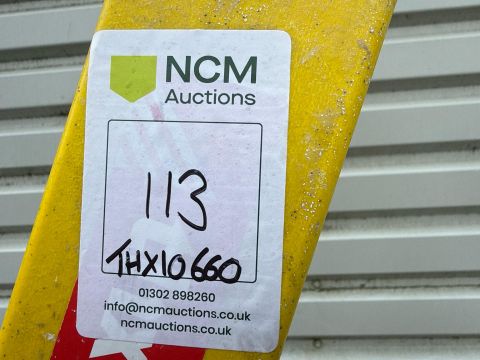 NCM
Auctions
113
THX10660
01302 898260
info@ncmauctions.co.uk
ncmauctions.co.uk